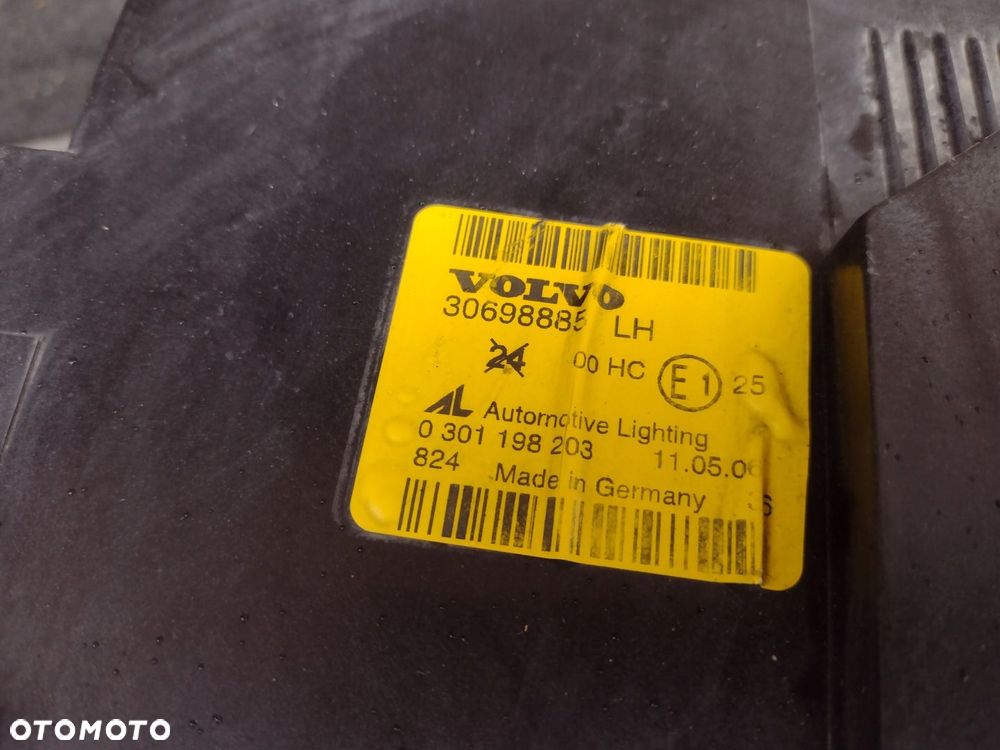 VOLVO
30698885 LH
24 00 HC E1 25
AL Automotive Lighting
0 301 198 203 11.05.06
824 Made in Germany
OTOMOTO